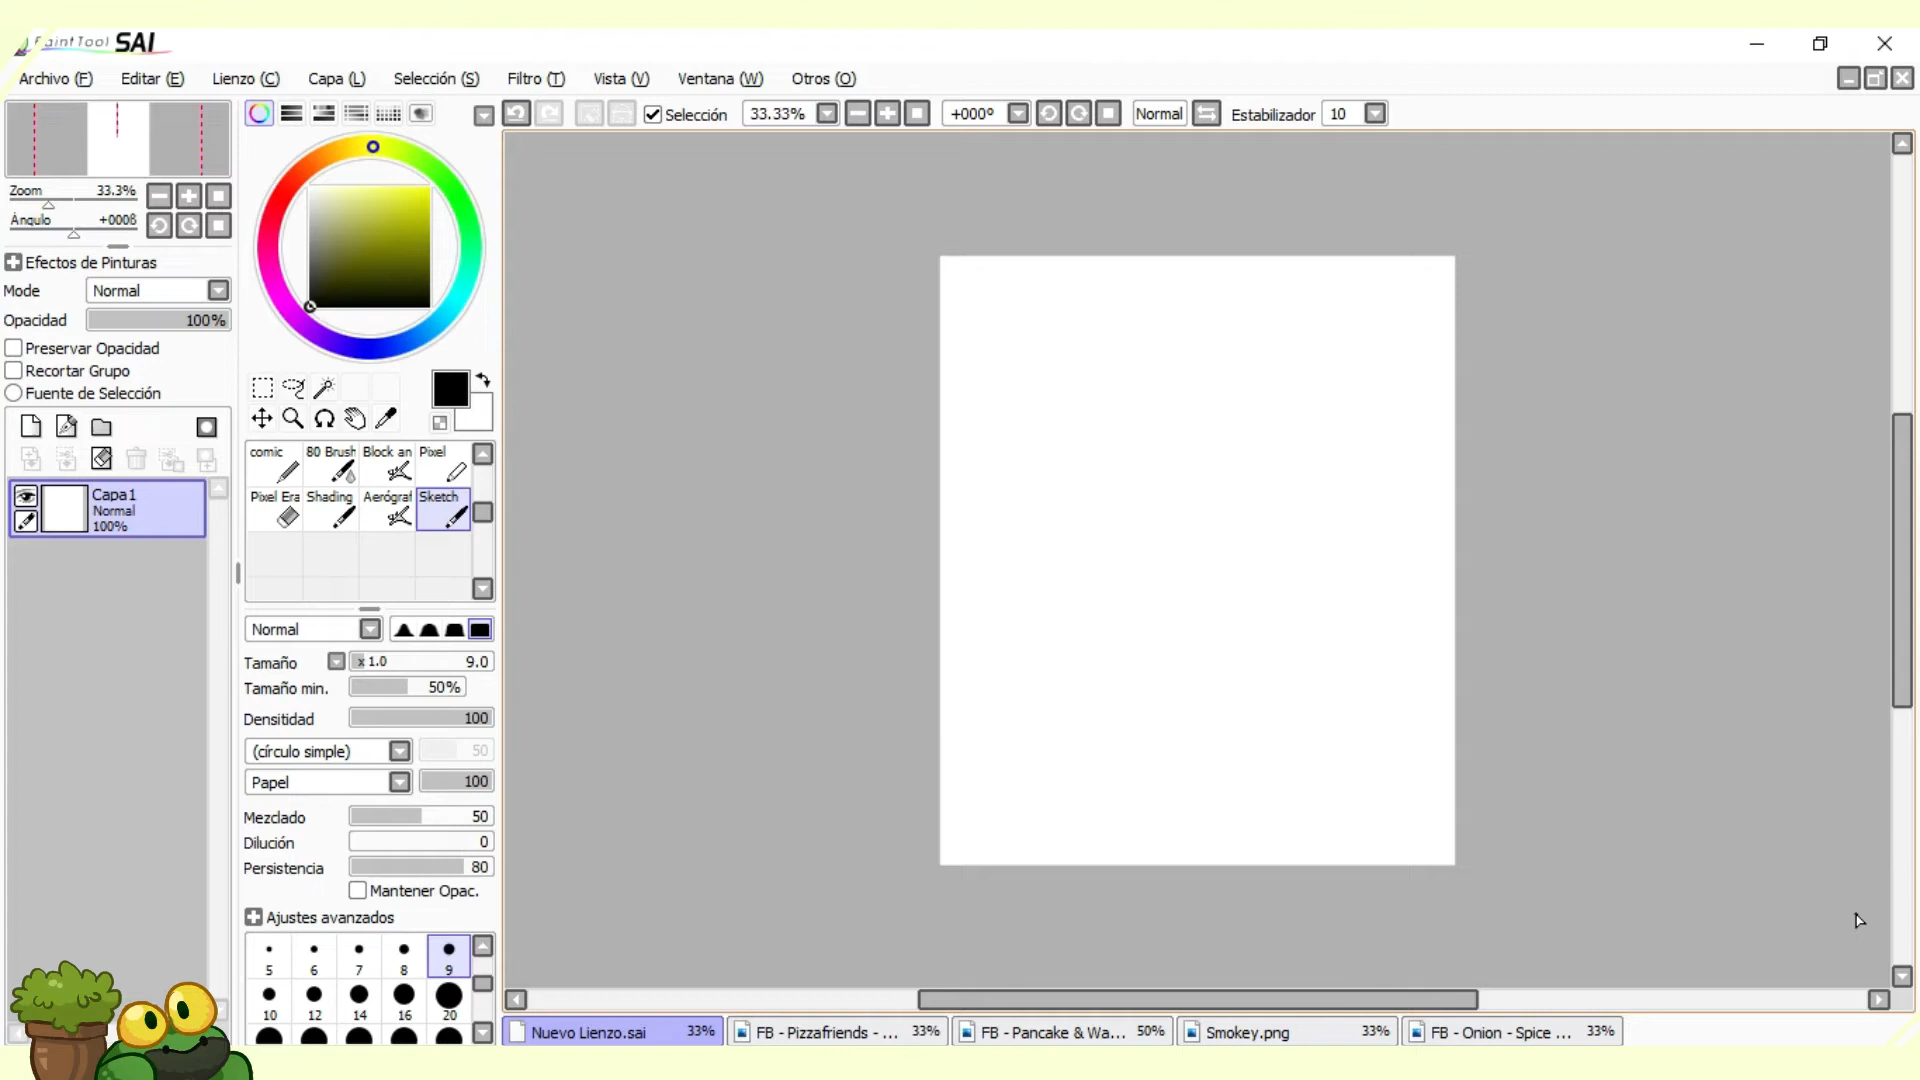 PaintTool SAI
Archivo (F) Editar (E) Lienzo (C) Capa (L) Selección (S) Filtro (T) Vista (V) Ventana (W) Otros (O)
Selección 33.33% +000º Normal Estabilizador 10
Zoom 33.3%
Ángulo +000ß
Efectos de Pinturas
Mode Normal
Opacidad 100%
Preservar Opacidad
Recortar Grupo
Fuente de Selección
Capa1
Normal
100%
comic 80 Brush Block an Pixel
Pixel Era Shading Aerógraf Sketch
Normal
Tamaño x 1.0 9.0
Tamaño min. 50%
Densitidad 100
(círculo simple) 50
Papel 100
Mezclado 50
Dilución 0
Persistencia 80
Mantener Opac.
Ajustes avanzados
5 6 7 8 9
10 12 14 16 20
Nuevo Lienzo.sai 33% FB - Pizzafriends - ... 33% FB - Pancake & Wa... 50% Smokey.png 33% FB - Onion - Spice ... 33%